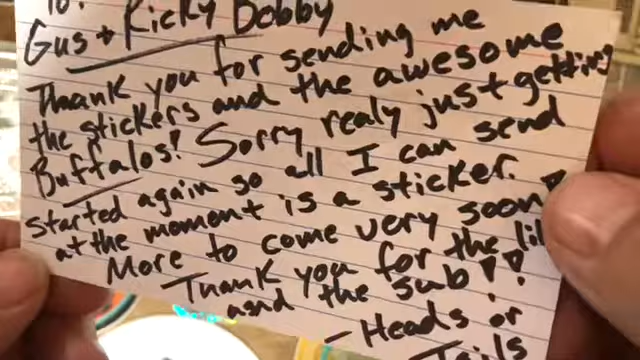 To:
Gus + Ricky Bobby
Thank you for sending me
the stickers and the awesome
Buffalos! Sorry realy just getting
started again so all I can send
at the moment is a sticker.
More to come very soon!
Thank you for the
and the sub!!
- Heads or
Tails